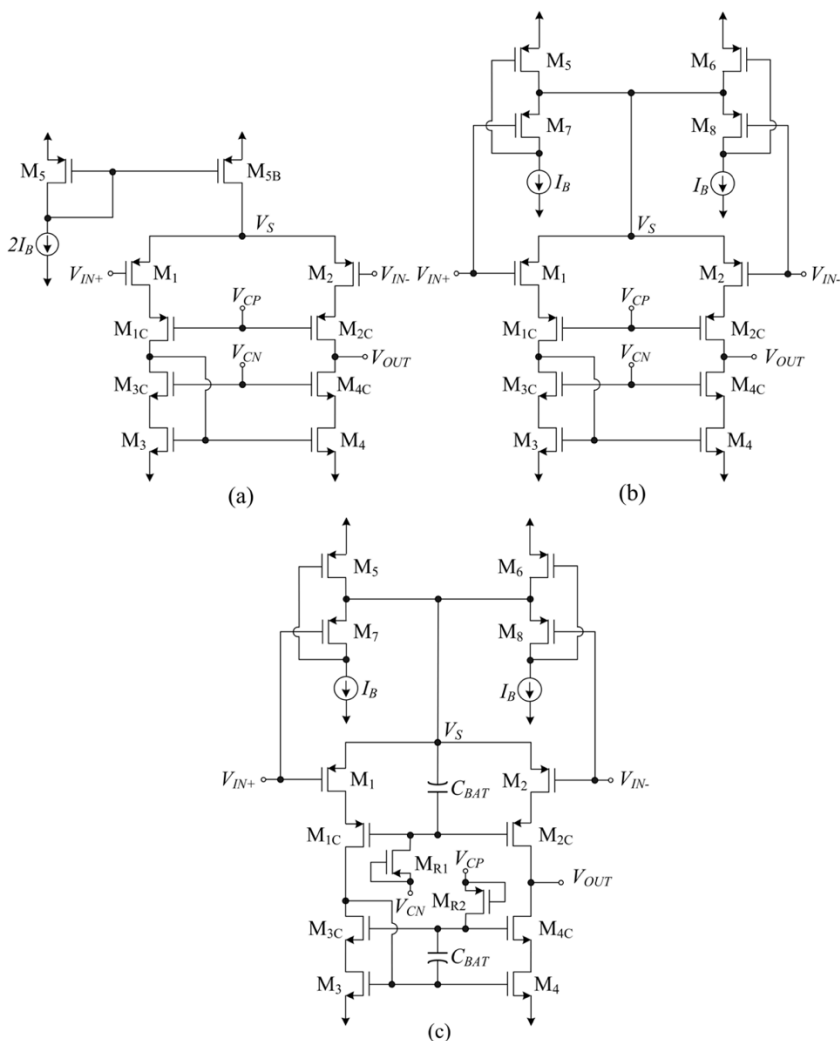 M5
M6
M7
M8
IB
IB
M5
M5B
2IB
VS
VS
VIN+
M1
M2
VIN-
VIN+
M1
M2
VIN-
VCP
VCP
M1C
M2C
M1C
M2C
VCN
VOUT
VCN
VOUT
M3C
M4C
M3C
M4C
M3
M4
M3
M4
(a)
(b)
M5
M6
M7
M8
IB
IB
VS
VIN+
M1
CBAT
M2
VIN-
M1C
M2C
MR1
VCP
VCN
MR2
VOUT
M3C
M4C
CBAT
M3
M4
(c)